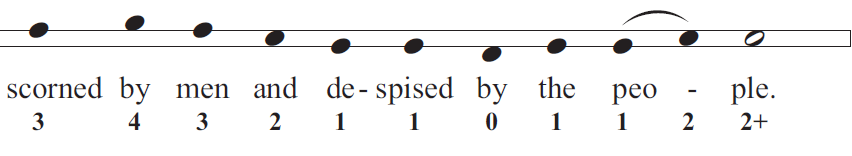 scorned by men and de - spised by the peo - ple.
3 4 3 2 1 1 0 1 1 2 2+